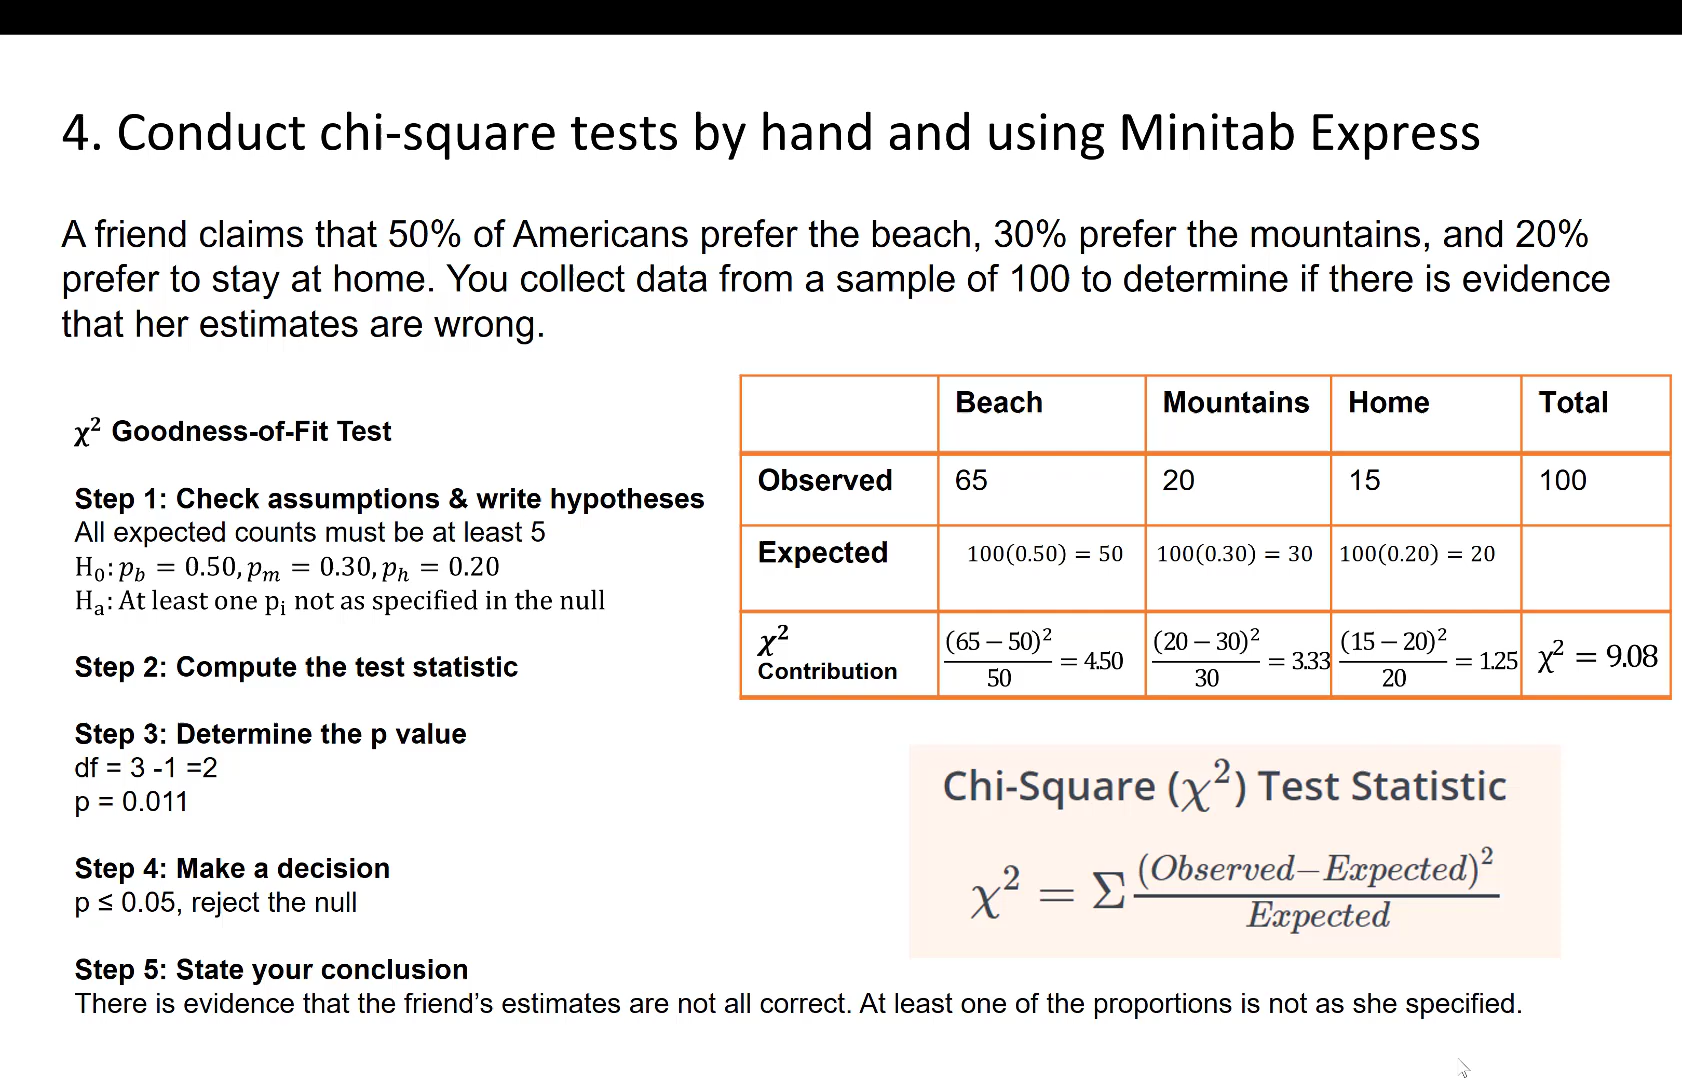 4. Conduct chi-square tests by hand and using Minitab Express
A friend claims that 50% of Americans prefer the beach, 30% prefer the mountains, and 20%
prefer to stay at home. You collect data from a sample of 100 to determine if there is evidence
that her estimates are wrong.
χ² Goodness-of-Fit Test
Step 1: Check assumptions & write hypotheses
All expected counts must be at least 5
H₀: p_b = 0.50, p_m = 0.30, p_h = 0.20
Hₐ: At least one pᵢ not as specified in the null
Step 2: Compute the test statistic
Step 3: Determine the p value
df = 3 -1 =2
p = 0.011
Step 4: Make a decision
p ≤ 0.05, reject the null
Step 5: State your conclusion
There is evidence that the friend’s estimates are not all correct. At least one of the proportions is not as she specified.
Beach Mountains Home Total
Observed 65 20 15 100
Expected 100(0.50) = 50 100(0.30) = 30 100(0.20) = 20
χ² Contribution (65 − 50)²/50 = 4.50 (20 − 30)²/30 = 3.33 (15 − 20)²/20 = 1.25 χ² = 9.08
Chi-Square (χ²) Test Statistic
χ² = Σ (Observed−Expected)²/Expected